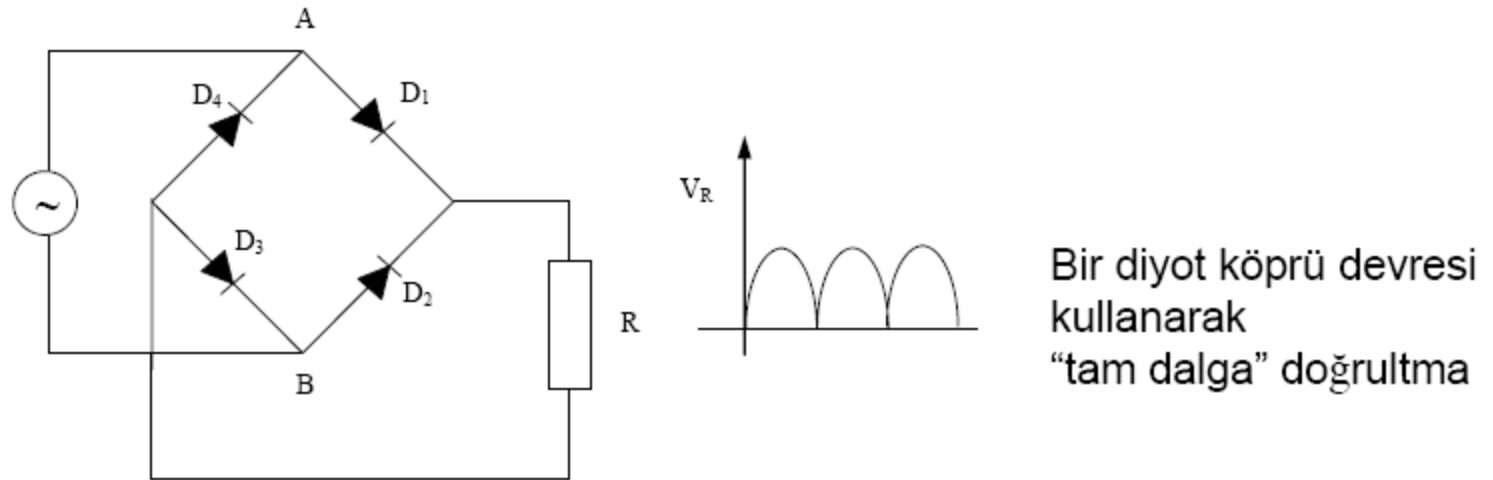 A
D4
D1
~
D3
D2
B
R
VR
Bir diyot köprü devresi
kullanarak
“tam dalga” doğrultma